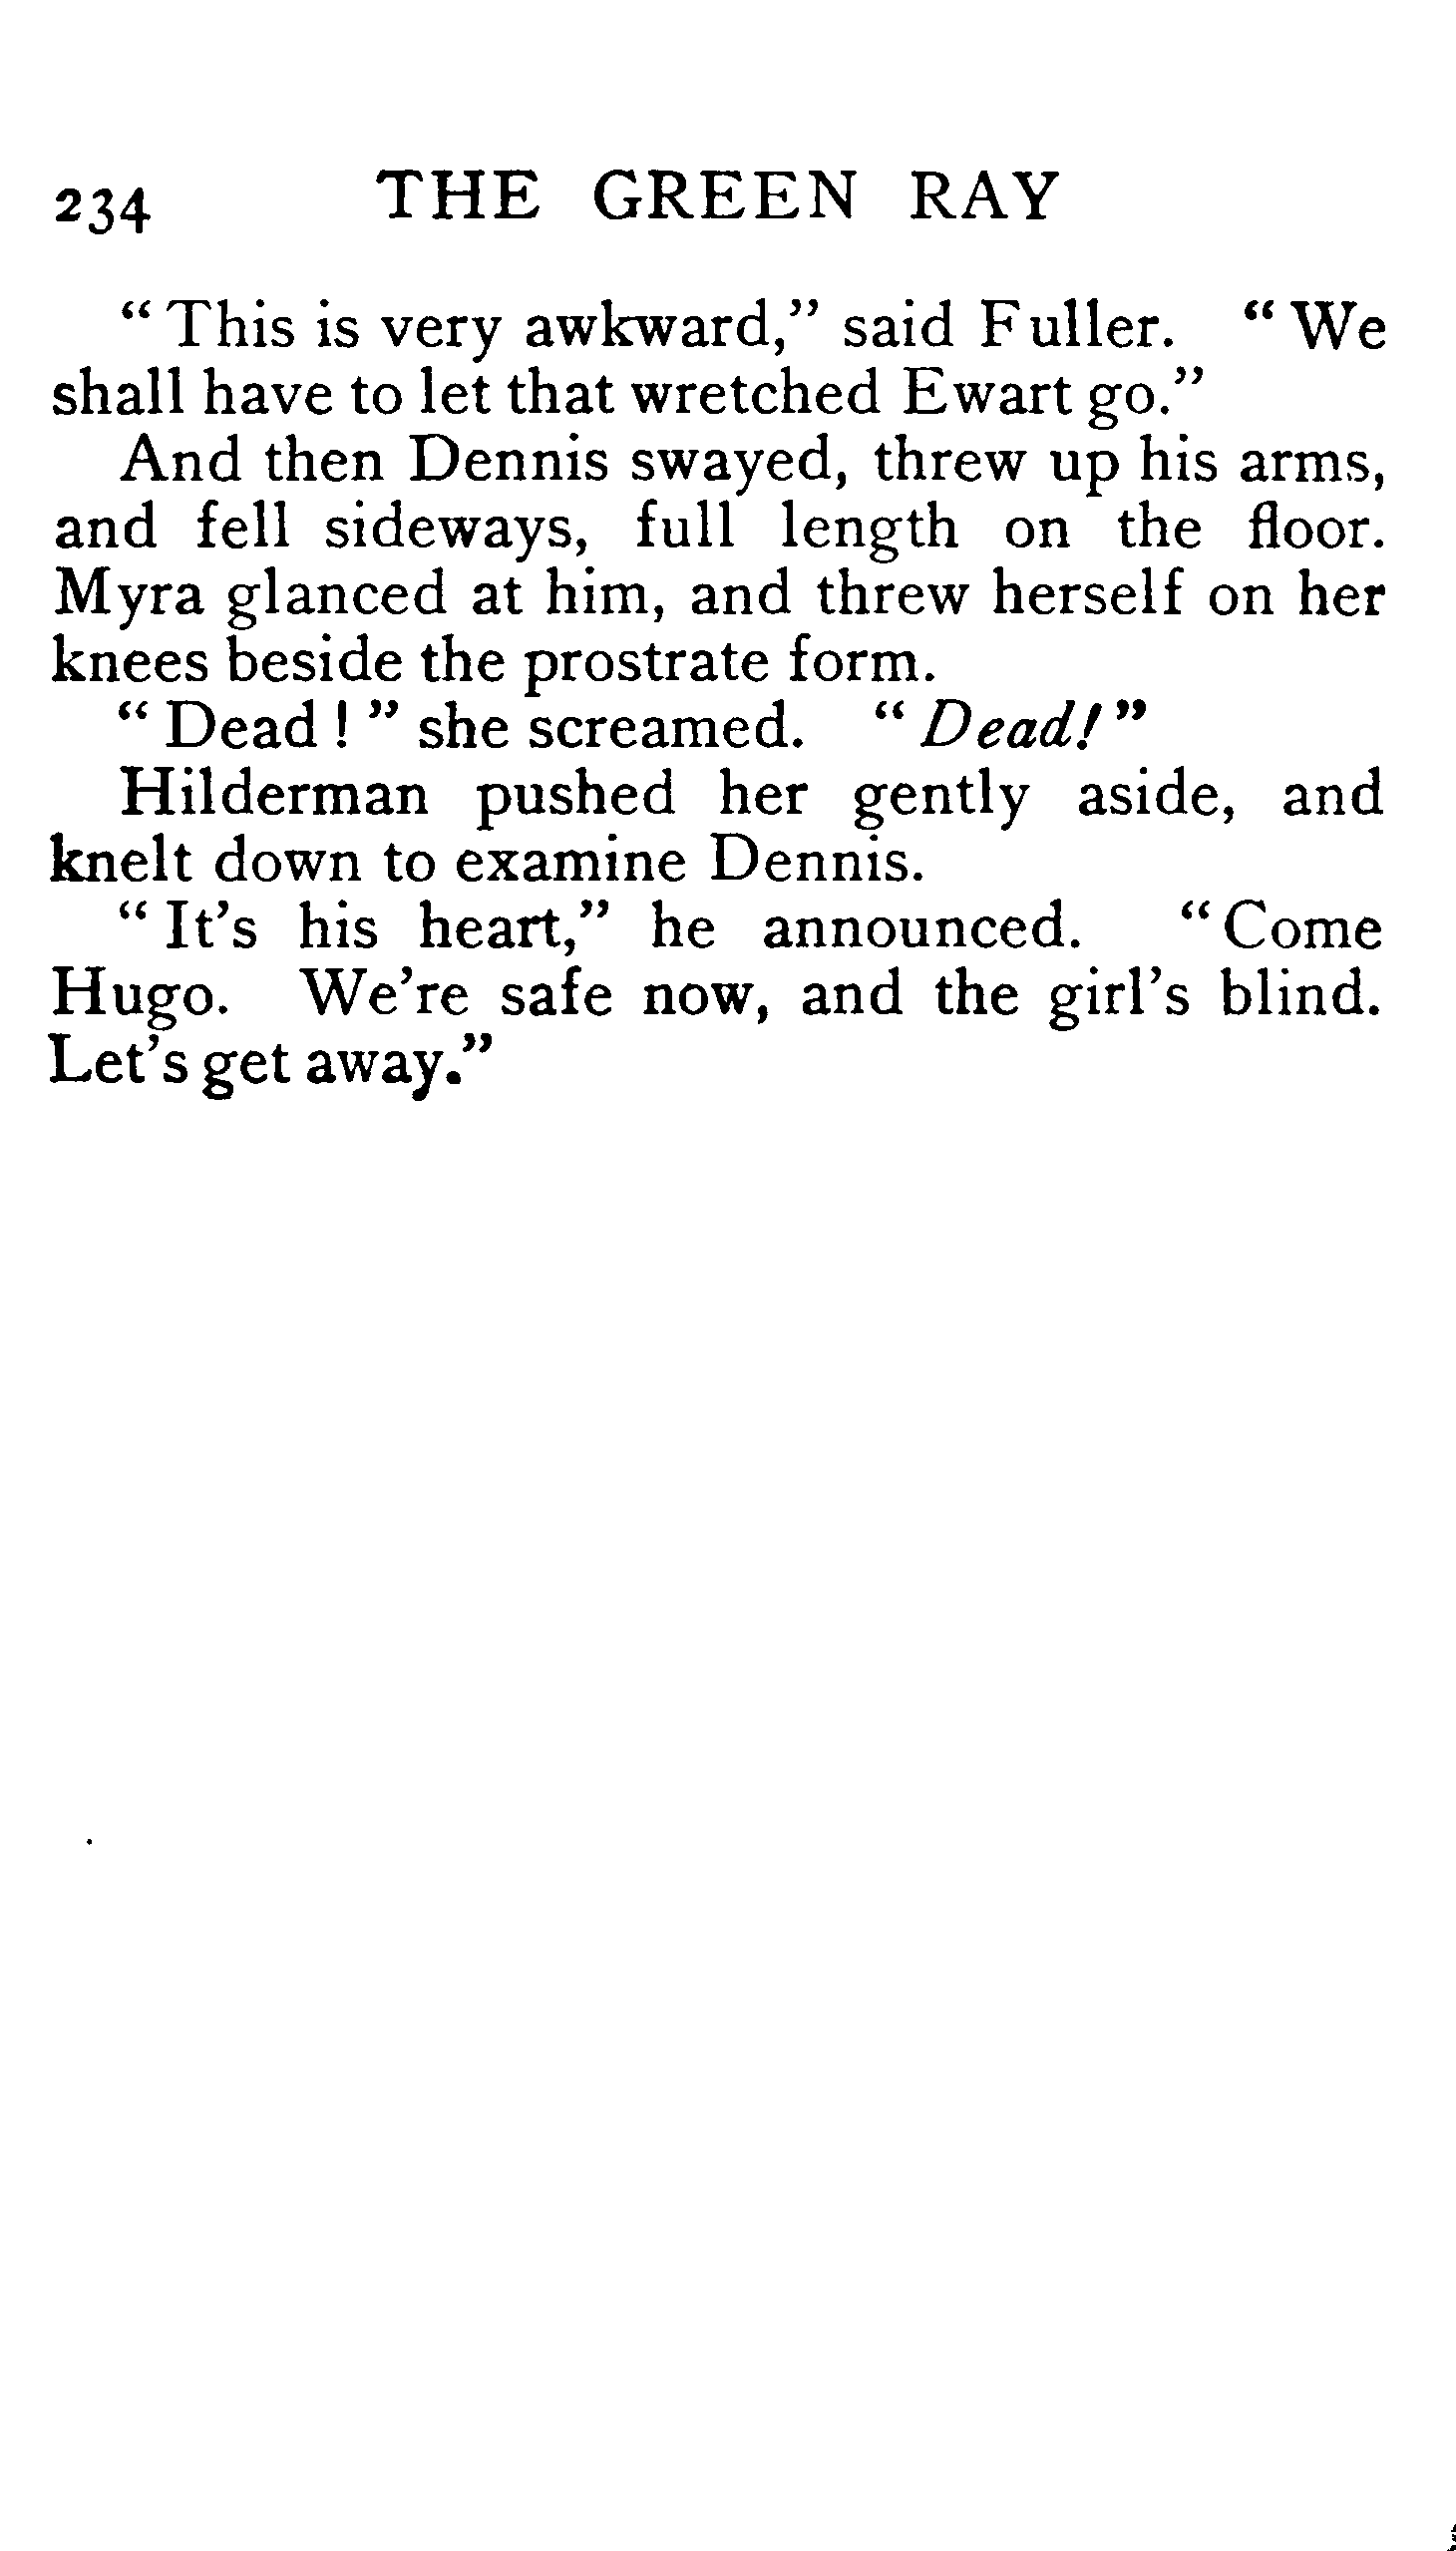 234 THE GREEN RAY
“ This is very awkward,” said Fuller. “ We
shall have to let that wretched Ewart go.”
And then Dennis swayed, threw up his arms,
and fell sideways, full length on the floor.
Myra glanced at him, and threw herself on her
knees beside the prostrate form.
“ Dead ! ” she screamed. “ Dead! ”
Hilderman pushed her gently aside, and
knelt down to examine Dennis.
“ It’s his heart,” he announced. “ Come
Hugo. We’re safe now, and the girl’s blind.
Let’s get away.”